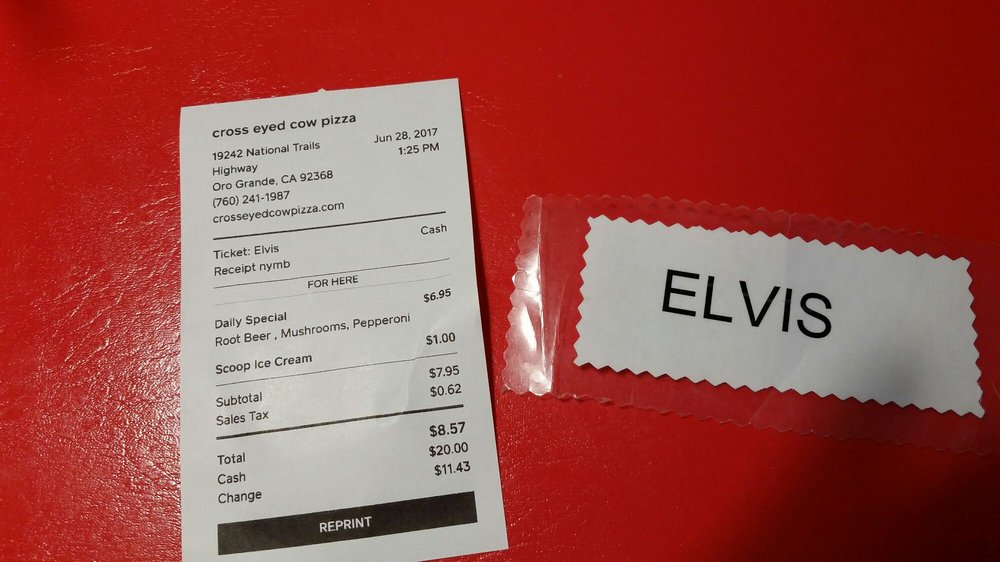 cross eyed cow pizza
19242 National Trails Jun 28, 2017
Highway 1:25 PM
Oro Grande, CA 92368
(760) 241-1987
crosseyedcowpizza.com
Ticket: Elvis Cash
Receipt nymb
FOR HERE
Daily Special $6.95
Root Beer , Mushrooms, Pepperoni
Scoop Ice Cream $1.00
Subtotal $7.95
Sales Tax $0.62
Total $8.57
Cash $20.00
Change $11.43
REPRINT
ELVIS